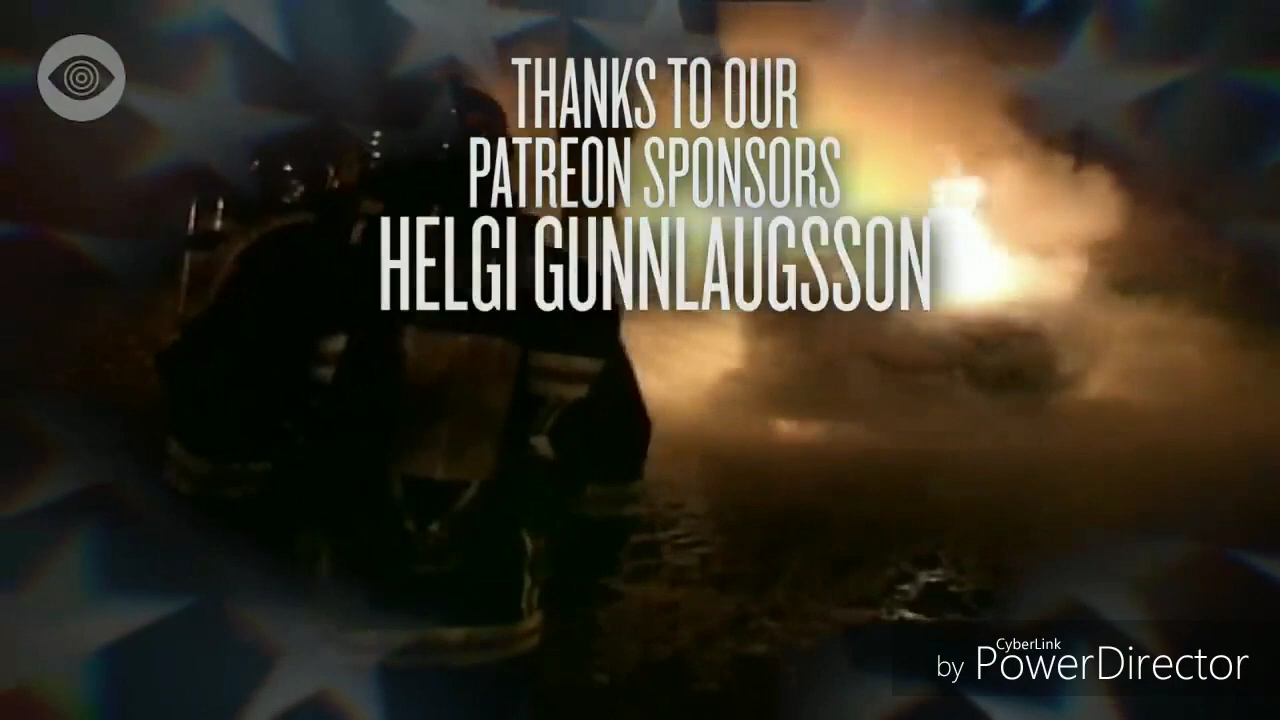 THANKS TO OUR
PATREON SPONSORS
HELGI GUNNLAUGSSON
CyberLink
by PowerDirector